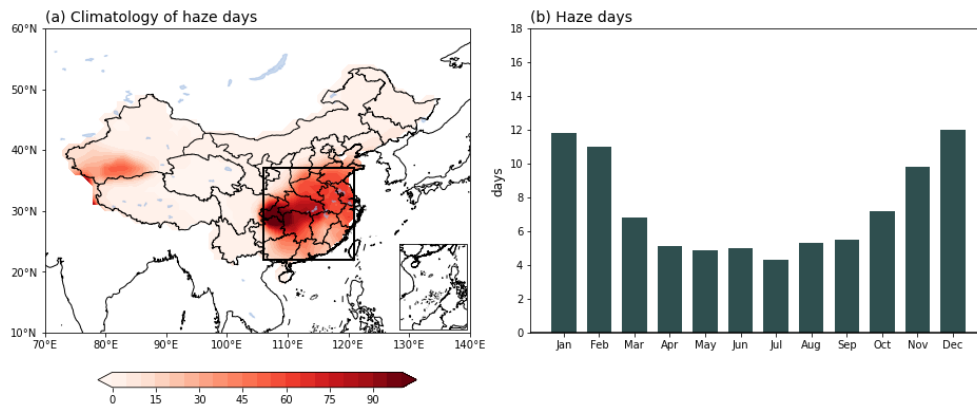 (a) Climatology of haze days
60°N
50°N
40°N
30°N
20°N
10°N
70°E 80°E 90°E 100°E 110°E 120°E 130°E 140°E
0 15 30 45 60 75 90
(b) Haze days
days
18
16
14
12
10
8
6
4
2
0
Jan Feb Mar Apr May Jun Jul Aug Sep Oct Nov Dec